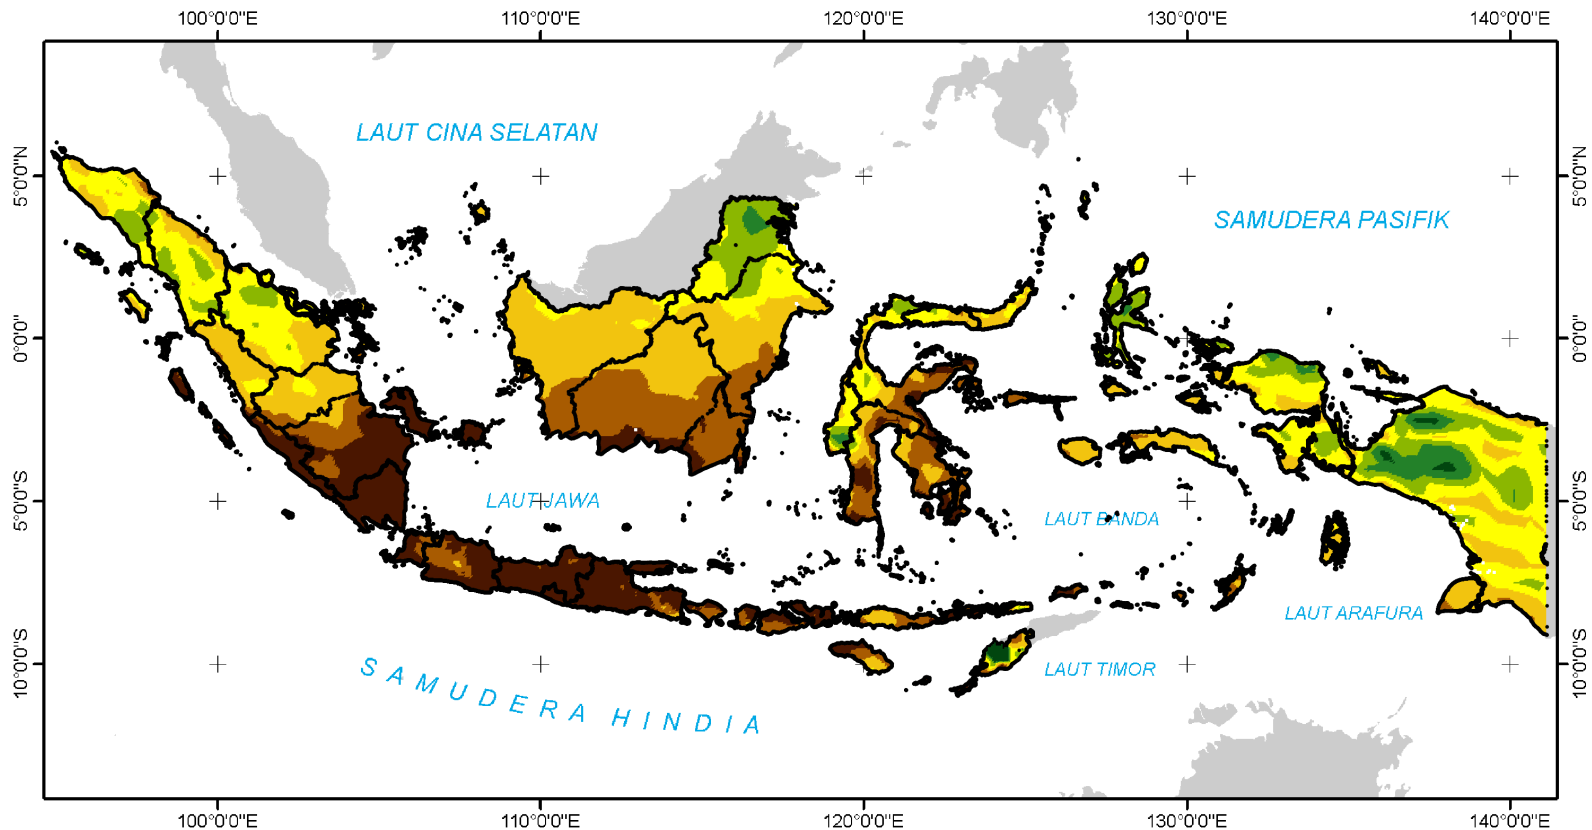 100°0'0"E 110°0'0"E 120°0'0"E 130°0'0"E 140°0'0"E
LAUT CINA SELATAN
5°0'0"N 5°0'0"N
SAMUDERA PASIFIK
0°0'0" 0°0'0"
LAUT JAWA
5°0'0"S 5°0'0"S
LAUT BANDA
LAUT ARAFURA
10°0'0"S 10°0'0"S
LAUT TIMOR
SAMUDERA HINDIA
100°0'0"E 110°0'0"E 120°0'0"E 130°0'0"E 140°0'0"E